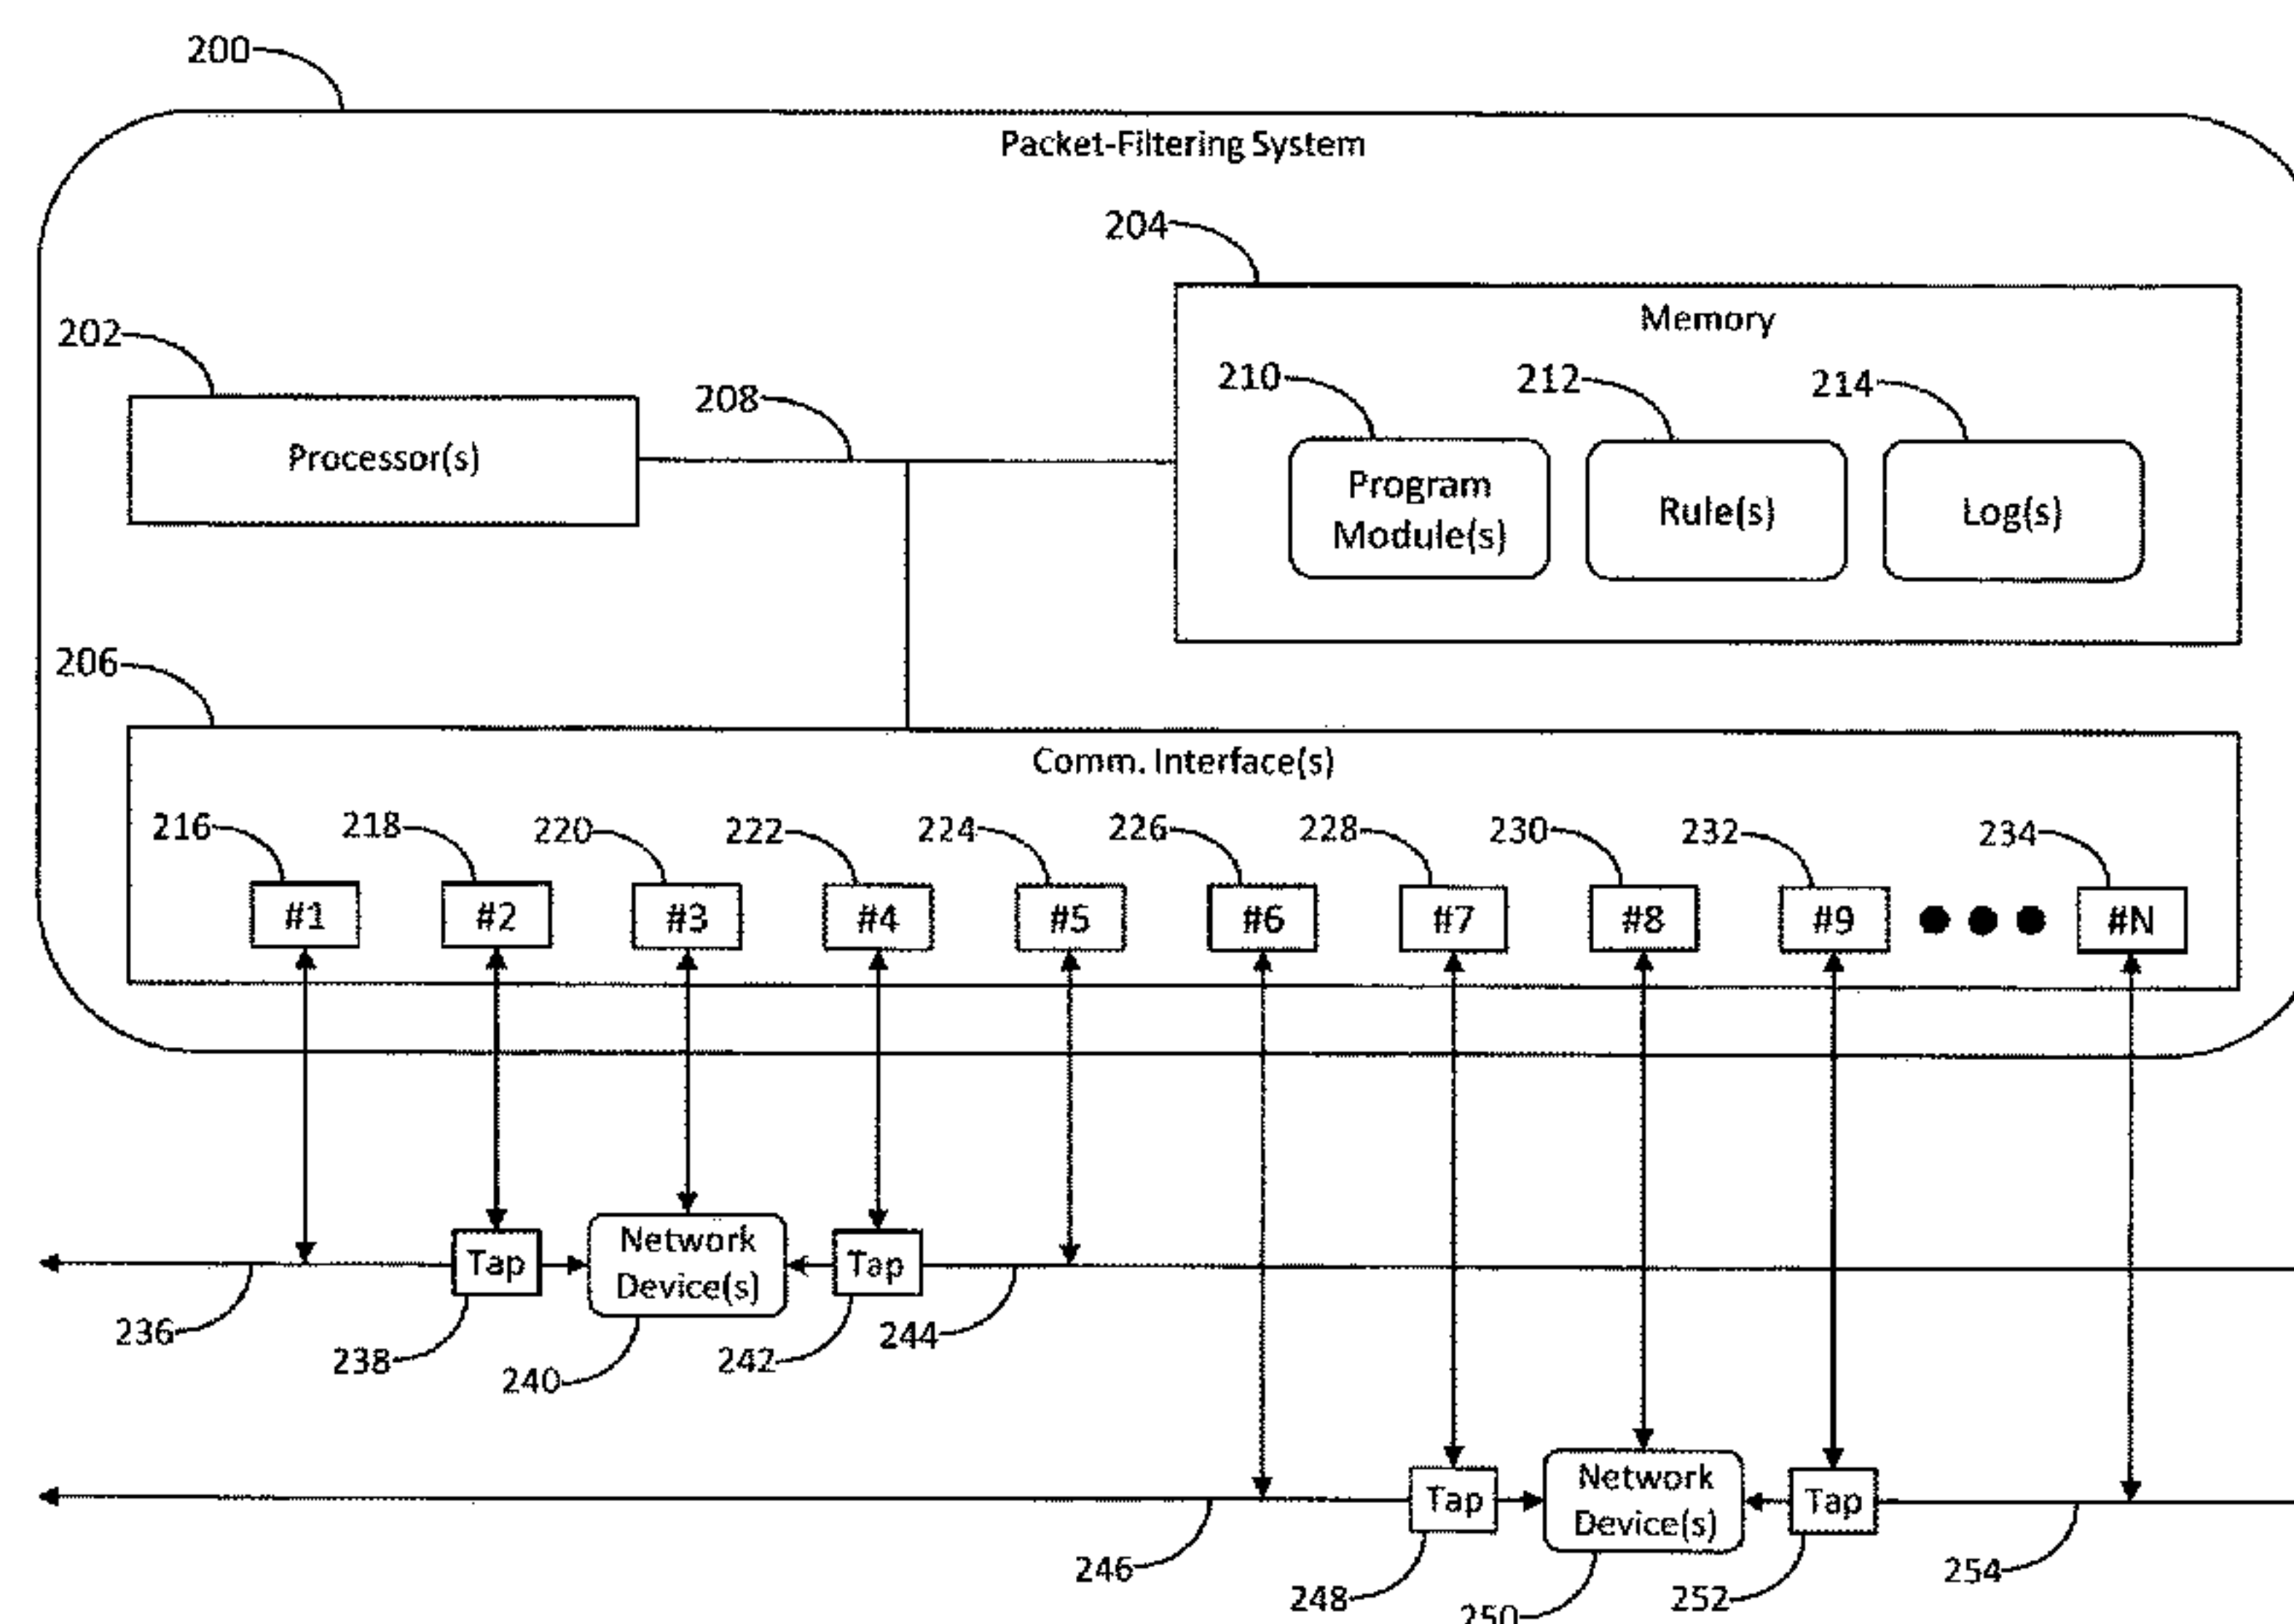 200
Packet-Filtering System
204
Memory
202
208
210
212
214
Processor(s)
Program
Module(s)
Rule(s)
Log(s)
206
Comm. Interface(s)
216
218
220
222
224
226
228
230
232
234
#1
#2
#3
#4
#5
#6
#7
#8
#9
#N
Tap
Network
Device(s)
Tap
236
238
240
242
244
Tap
Network
Device(s)
Tap
246
248
250
252
254